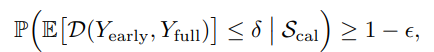 ℙ(𝔼[𝒟(Y_early, Y_full)] ≤ δ | 𝒮_cal) ≥ 1 − ϵ,